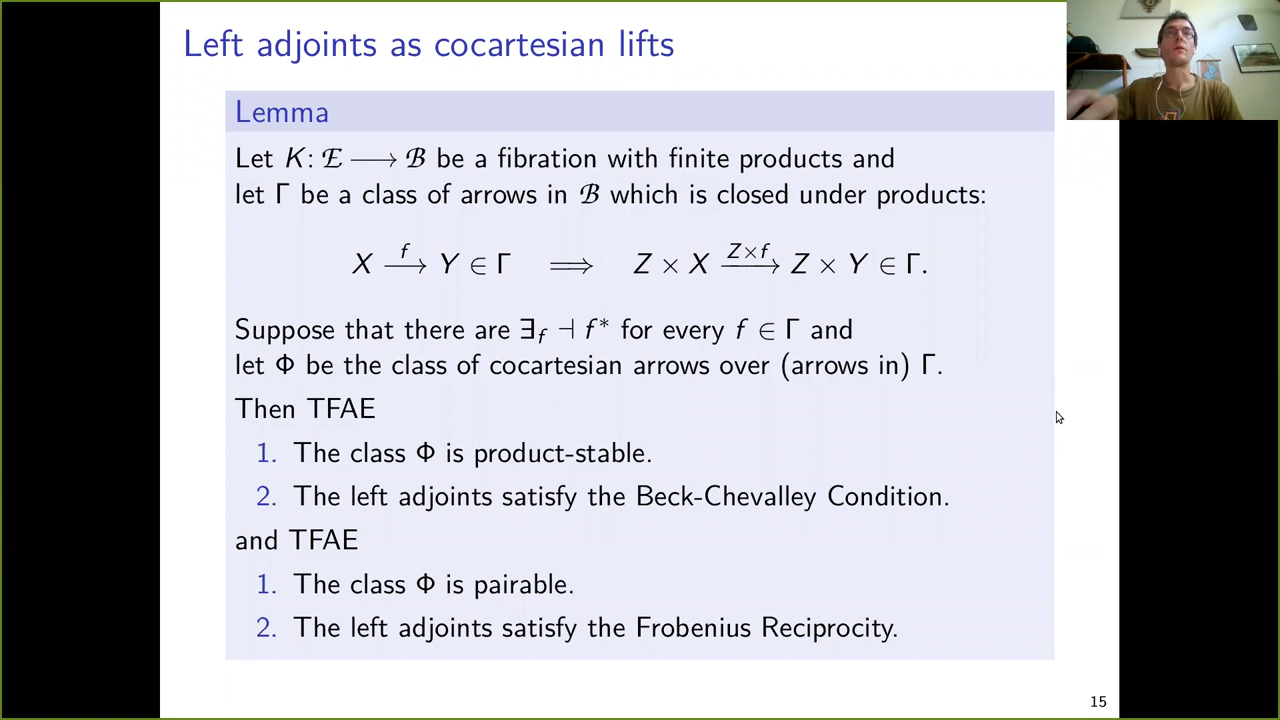 Left adjoints as cocartesian lifts
Lemma
Let K: ℰ ⟶ ℬ be a fibration with finite products and
let Γ be a class of arrows in ℬ which is closed under products:
X —f→ Y ∈ Γ ⟹ Z × X —Z×f→ Z × Y ∈ Γ.
Suppose that there are ∃_f ⊣ f* for every f ∈ Γ and
let Φ be the class of cocartesian arrows over (arrows in) Γ.
Then TFAE
1. The class Φ is product-stable.
2. The left adjoints satisfy the Beck-Chevalley Condition.
and TFAE
1. The class Φ is pairable.
2. The left adjoints satisfy the Frobenius Reciprocity.
15